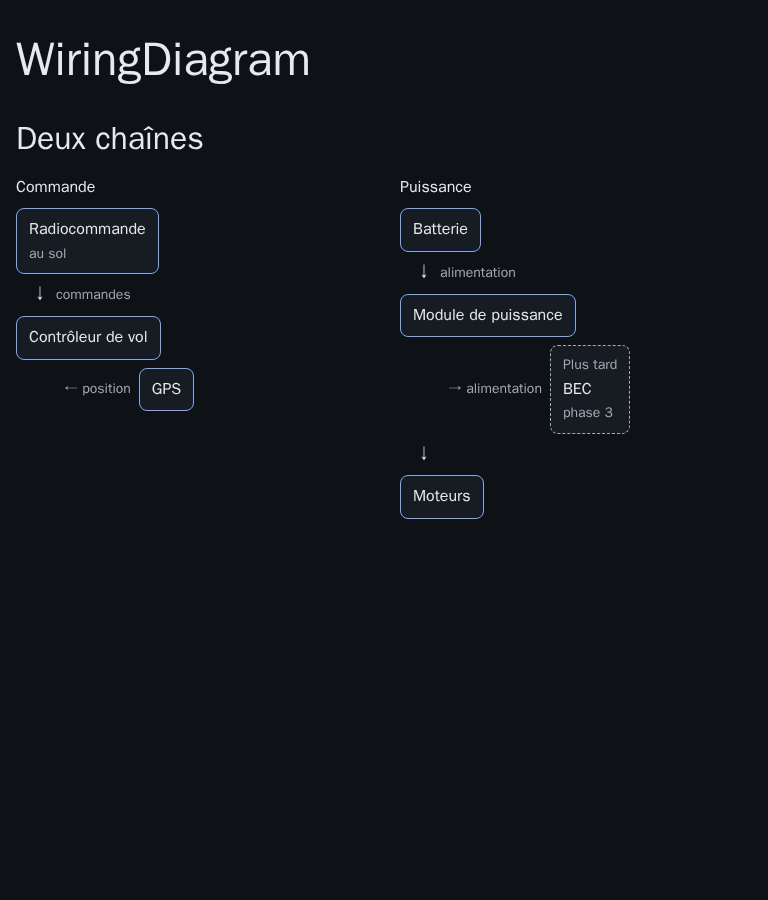 WiringDiagram
Deux chaînes
Commande
Radiocommande
au sol
↓ commandes
Contrôleur de vol
← position
GPS
Puissance
Batterie
↓ alimentation
Module de puissance
→ alimentation
Plus tard
BEC
phase 3
↓
Moteurs